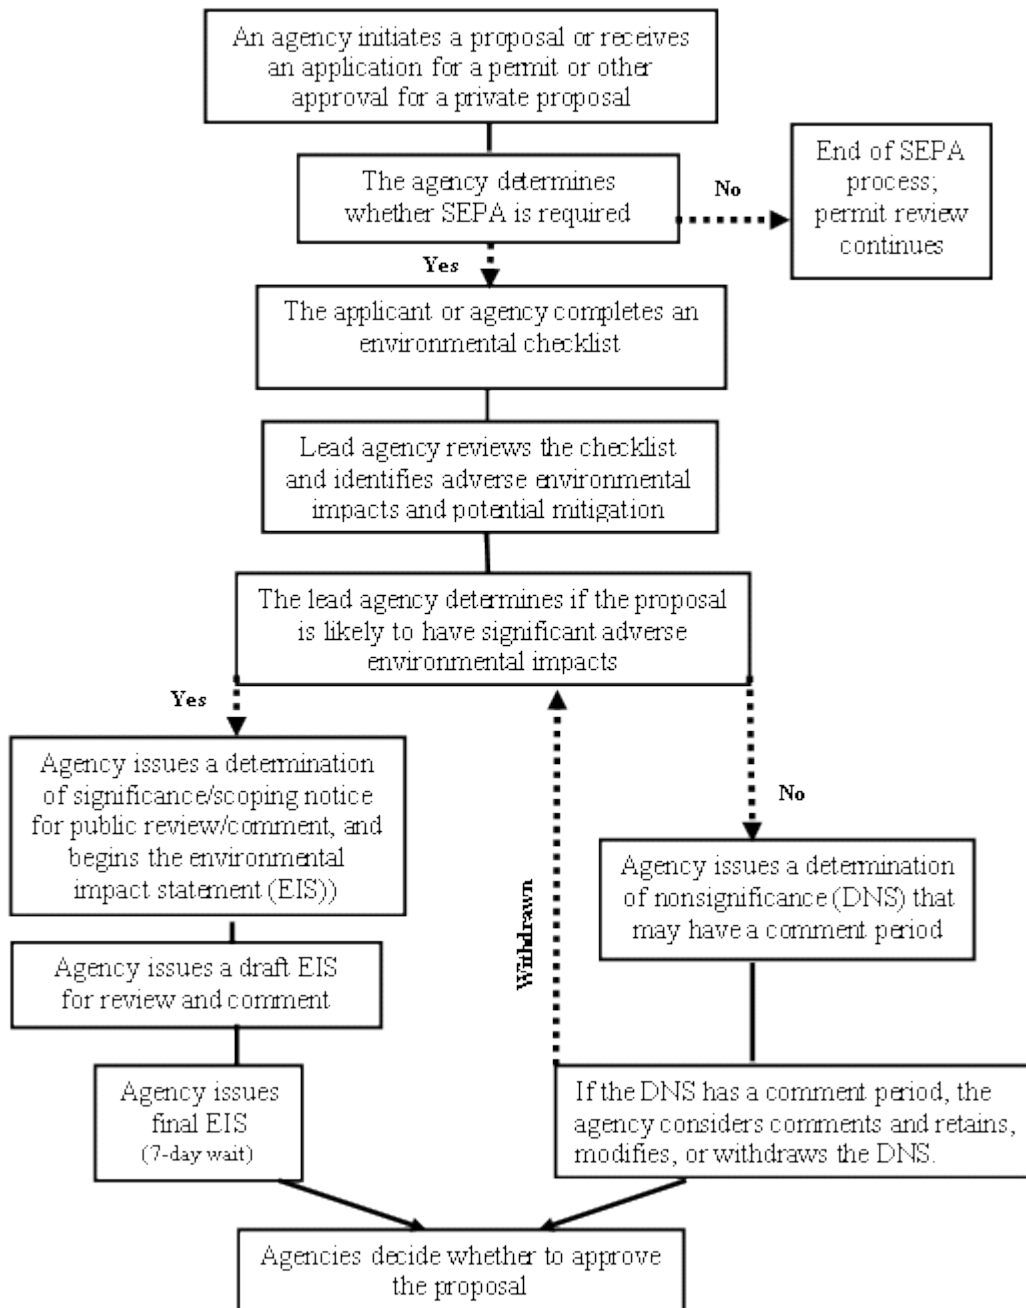 An agency initiates a proposal or receives
an application for a permit or other
approval for a private proposal
The agency determines
whether SEPA is required
No
End of SEPA
process;
permit review
continues
Yes
The applicant or agency completes an
environmental checklist
Lead agency reviews the checklist
and identifies adverse environmental
impacts and potential mitigation
The lead agency determines if the proposal
is likely to have significant adverse
environmental impacts
Yes
Agency issues a determination
of significance/scoping notice
for public review/comment, and
begins the environmental
impact statement (EIS))
No
Agency issues a determination
of nonsignificance (DNS) that
may have a comment period
Withdrawn
Agency issues a draft EIS
for review and comment
Agency issues
final EIS
(7-day wait)
If the DNS has a comment period, the
agency considers comments and retains,
modifies, or withdraws the DNS.
Agencies decide whether to approve
the proposal